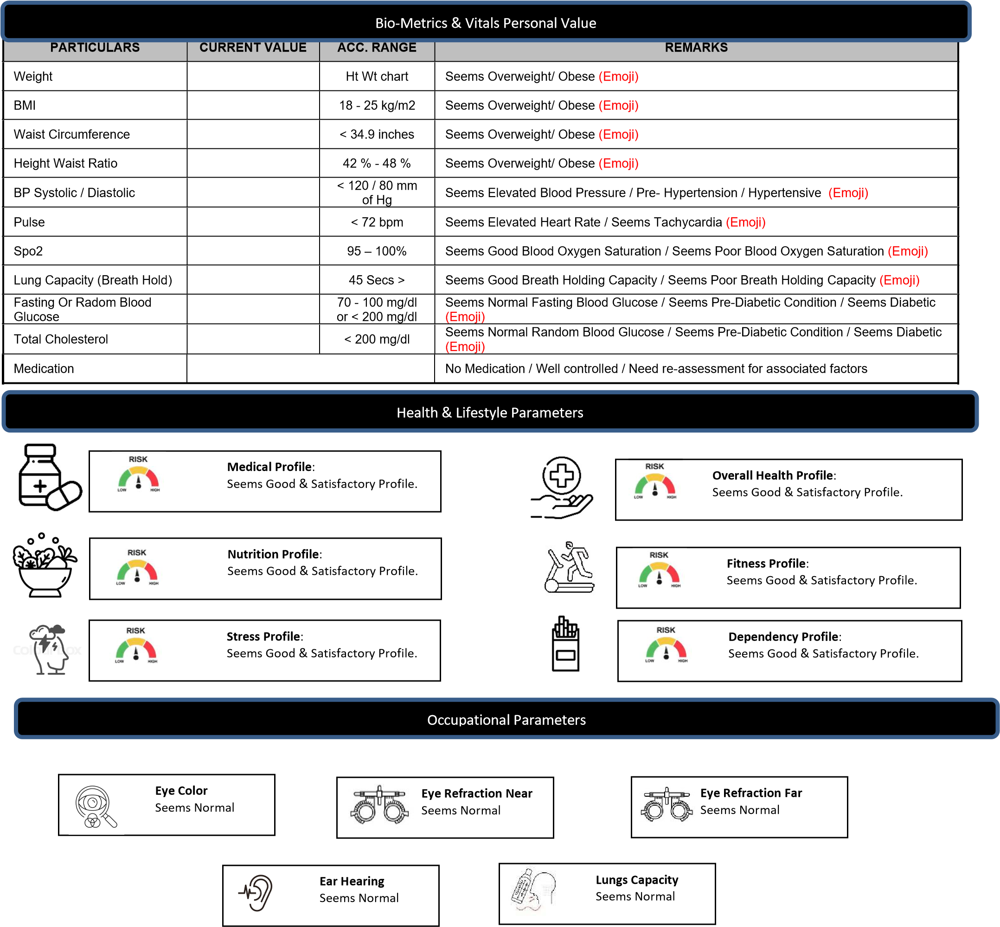 Bio-Metrics & Vitals Personal Value
PARTICULARS CURRENT VALUE ACC. RANGE REMARKS
Weight Ht Wt chart Seems Overweight/ Obese (Emoji)
BMI 18 - 25 kg/m2 Seems Overweight/ Obese (Emoji)
Waist Circumference < 34.9 inches Seems Overweight/ Obese (Emoji)
Height Waist Ratio 42 % - 48 % Seems Overweight/ Obese (Emoji)
BP Systolic / Diastolic < 120 / 80 mm
of Hg Seems Elevated Blood Pressure / Pre- Hypertension / Hypertensive (Emoji)
Pulse < 72 bpm Seems Elevated Heart Rate / Seems Tachycardia (Emoji)
Spo2 95 – 100% Seems Good Blood Oxygen Saturation / Seems Poor Blood Oxygen Saturation (Emoji)
Lung Capacity (Breath Hold) 45 Secs > Seems Good Breath Holding Capacity / Seems Poor Breath Holding Capacity (Emoji)
Fasting Or Radom Blood 70 - 100 mg/dl Seems Normal Fasting Blood Glucose / Seems Pre-Diabetic Condition / Seems Diabetic
Glucose or < 200 mg/dl (Emoji)
Total Cholesterol < 200 mg/dl Seems Normal Random Blood Glucose / Seems Pre-Diabetic Condition / Seems Diabetic
(Emoji)
Medication No Medication / Well controlled / Need re-assessment for associated factors
Health & Lifestyle Parameters
RISK
LOW HIGH
Medical Profile:
Seems Good & Satisfactory Profile.
RISK
LOW HIGH
Overall Health Profile:
Seems Good & Satisfactory Profile.
RISK
LOW HIGH
Nutrition Profile:
Seems Good & Satisfactory Profile.
RISK
LOW HIGH
Fitness Profile:
Seems Good & Satisfactory Profile.
RISK
LOW HIGH
Stress Profile:
Seems Good & Satisfactory Profile.
RISK
LOW HIGH
Dependency Profile:
Seems Good & Satisfactory Profile.
Occupational Parameters
Eye Color
Seems Normal
Eye Refraction Near
Seems Normal
Eye Refraction Far
Seems Normal
Ear Hearing
Seems Normal
Lungs Capacity
Seems Normal